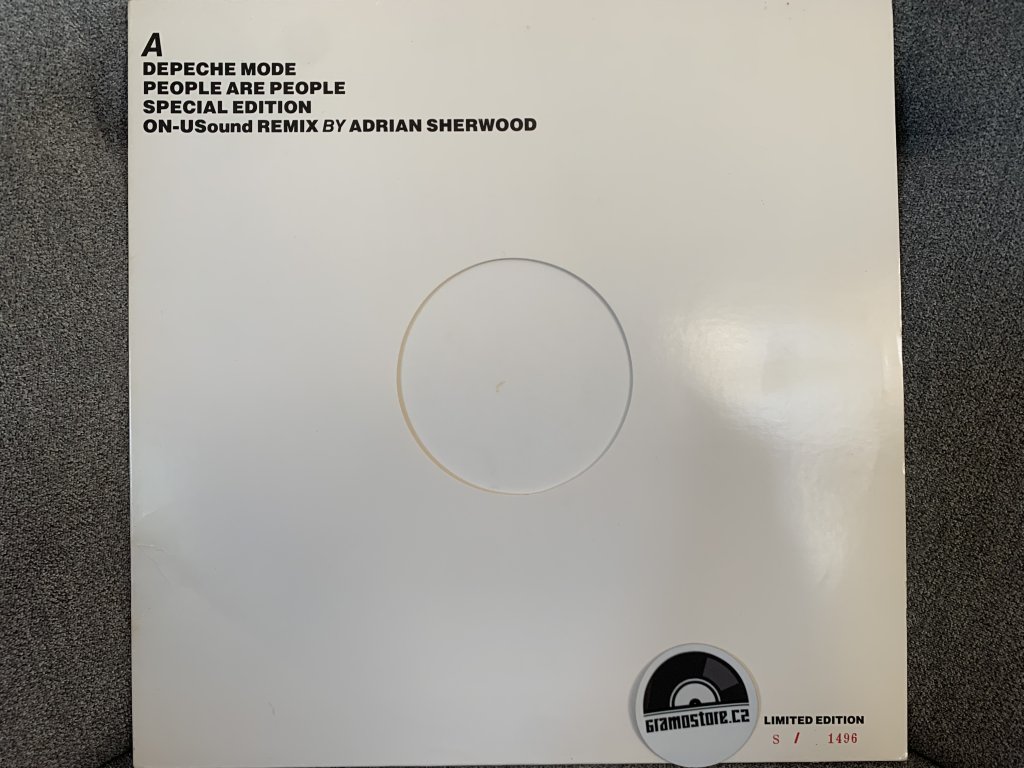 A
DEPECHE MODE
PEOPLE ARE PEOPLE
SPECIAL EDITION
ON-USound REMIX BY ADRIAN SHERWOOD
GramoStore.cz
LIMITED EDITION
S / 1496